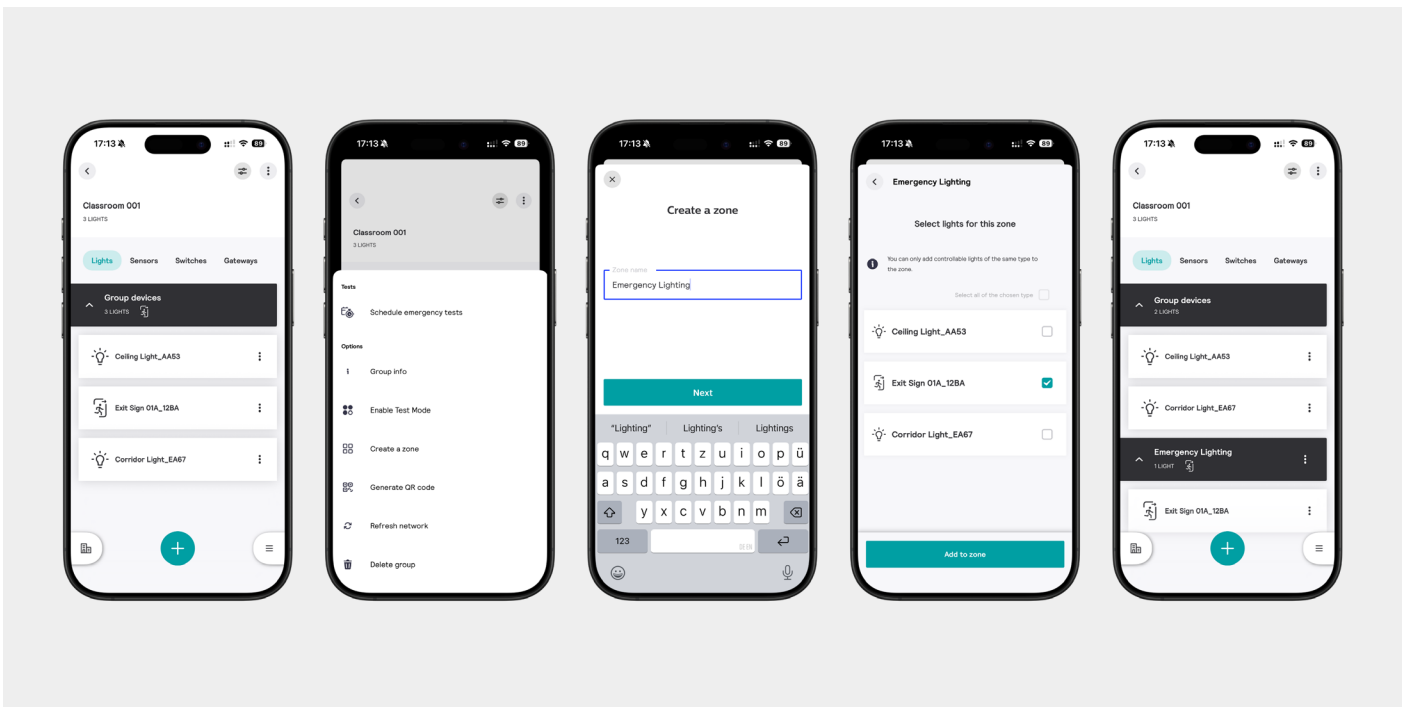 17:13
89
Classroom 001
3 LIGHTS
Lights Sensors Switches Gateways
Group devices
3 LIGHTS
Ceiling Light_AA53
Exit Sign 01A_12BA
Corridor Light_EA67
17:13
89
Classroom 001
3 LIGHTS
Tests
Schedule emergency tests
Options
Group info
Enable Test Mode
Create a zone
Generate QR code
Refresh network
Delete group
17:13
89
Create a zone
Zone name
Emergency Lighting
Next
"Lighting" Lighting's Lightings
q w e r t z u i o p ü
a s d f g h j k l ö ä
y x c v b n m
123
DE EN
17:13
89
Emergency Lighting
Select lights for this zone
You can only add controllable lights of the same type to
the zone.
Select all of the chosen type
Ceiling Light_AA53
Exit Sign 01A_12BA
Corridor Light_EA67
Add to zone
17:13
89
Classroom 001
3 LIGHTS
Lights Sensors Switches Gateways
Group devices
2 LIGHTS
Ceiling Light_AA53
Corridor Light_EA67
Emergency Lighting
1 LIGHT
Exit Sign 01A_12BA